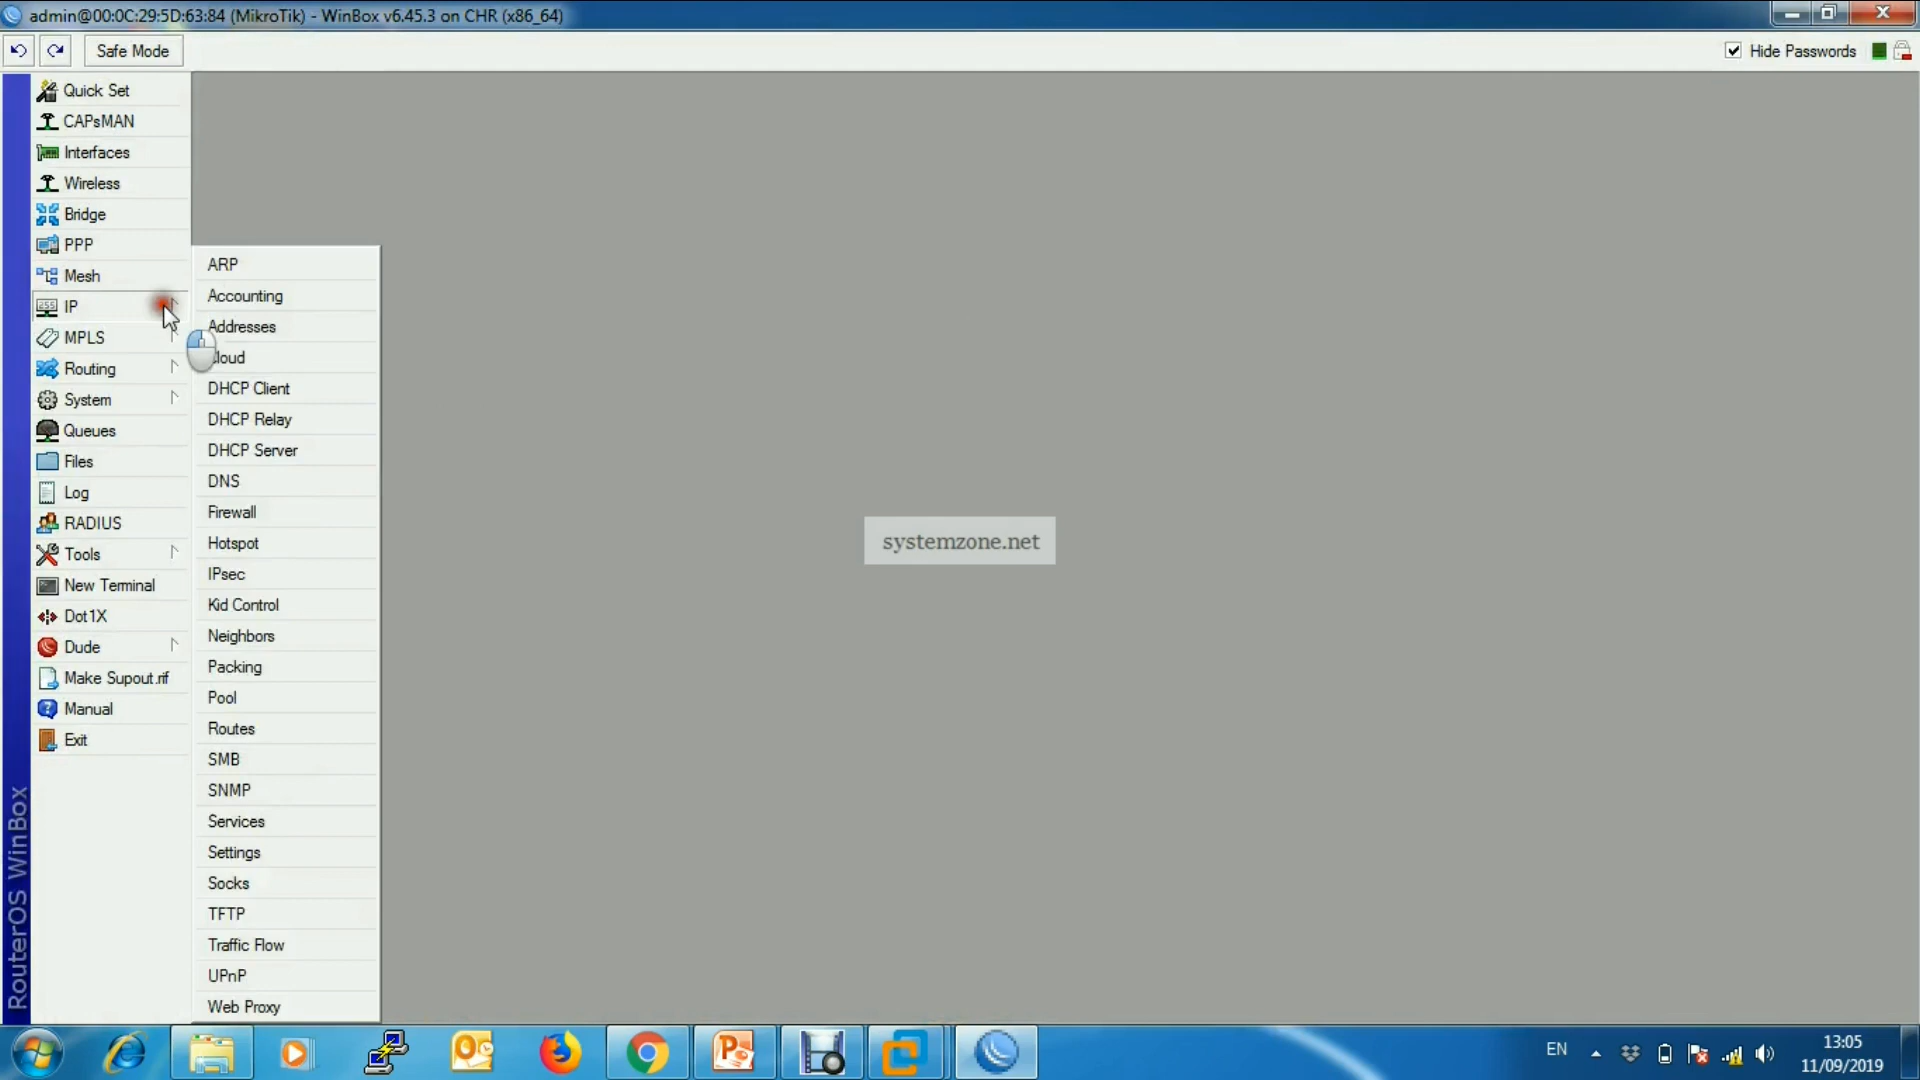 admin@00:0C:29:5D:63:84 (MikroTik) - WinBox v6.45.3 on CHR (x86_64)
Safe Mode
Hide Passwords
Quick Set
CAPsMAN
Interfaces
Wireless
Bridge
PPP
Mesh
IP
MPLS
Routing
System
Queues
Files
Log
RADIUS
Tools
New Terminal
Dot1X
Dude
Make Supout.rif
Manual
Exit
RouterOS WinBox
ARP
Accounting
Addresses
DHCP Client
DHCP Relay
DHCP Server
DNS
Firewall
Hotspot
IPsec
Kid Control
Neighbors
Packing
Pool
Routes
SMB
SNMP
Services
Settings
Socks
TFTP
Traffic Flow
UPnP
Web Proxy
systemzone.net
EN
13:05
11/09/2019